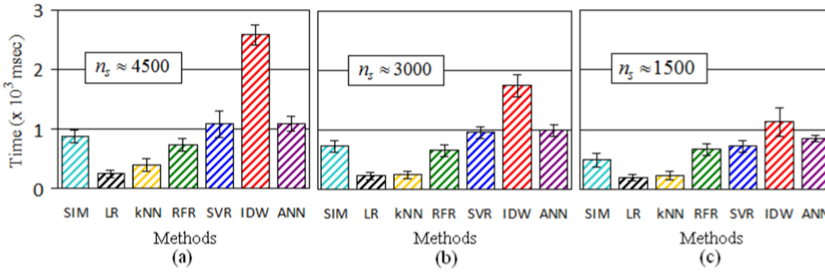 3
2
1
0
Time (x 10³ msec)
nₛ ≈ 4500
SIM LR kNN RFR SVR IDW ANN
Methods
(a)
nₛ ≈ 3000
SIM LR kNN RFR SVR IDW ANN
Methods
(b)
nₛ ≈ 1500
SIM LR kNN RFR SVR IDW ANN
Methods
(c)